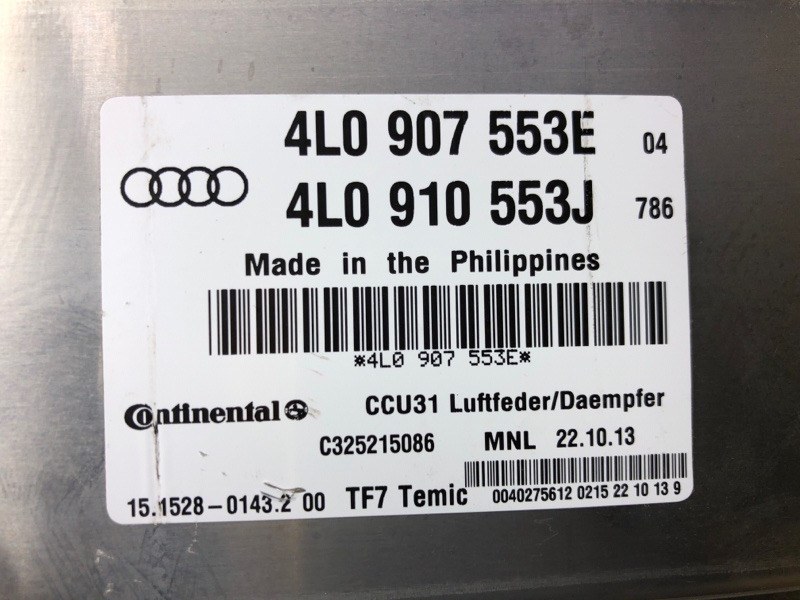 4L0 907 553E 04
4L0 910 553J 786
Made in the Philippines
*4L0 907 553E*
Continental CCU31 Luftfeder/Daempfer
C325215086 MNL 22.10.13
15.1528-0143.2 00 TF7 Temic 0040275612 0215 22 10 13 9